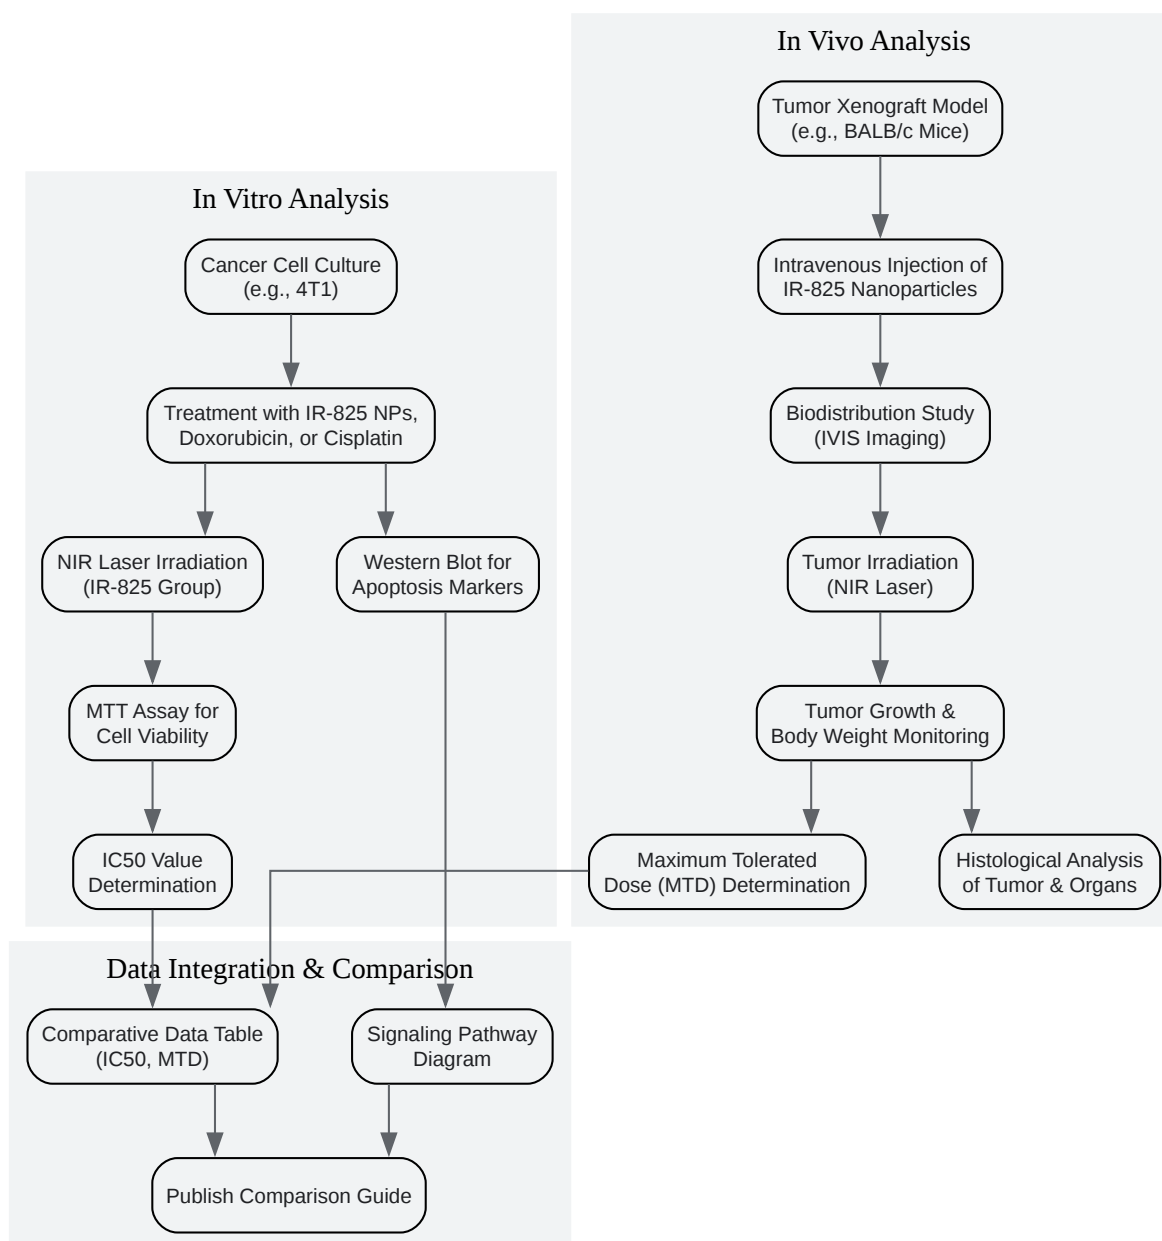 In Vivo Analysis
Tumor Xenograft Model
(e.g., BALB/c Mice)
Intravenous Injection of
IR-825 Nanoparticles
Biodistribution Study
(IVIS Imaging)
Tumor Irradiation
(NIR Laser)
Tumor Growth &
Body Weight Monitoring
Maximum Tolerated
Dose (MTD) Determination
Histological Analysis
of Tumor & Organs
In Vitro Analysis
Cancer Cell Culture
(e.g., 4T1)
Treatment with IR-825 NPs,
Doxorubicin, or Cisplatin
NIR Laser Irradiation
(IR-825 Group)
Western Blot for
Apoptosis Markers
MTT Assay for
Cell Viability
IC50 Value
Determination
Data Integration & Comparison
Comparative Data Table
(IC50, MTD)
Signaling Pathway
Diagram
Publish Comparison Guide